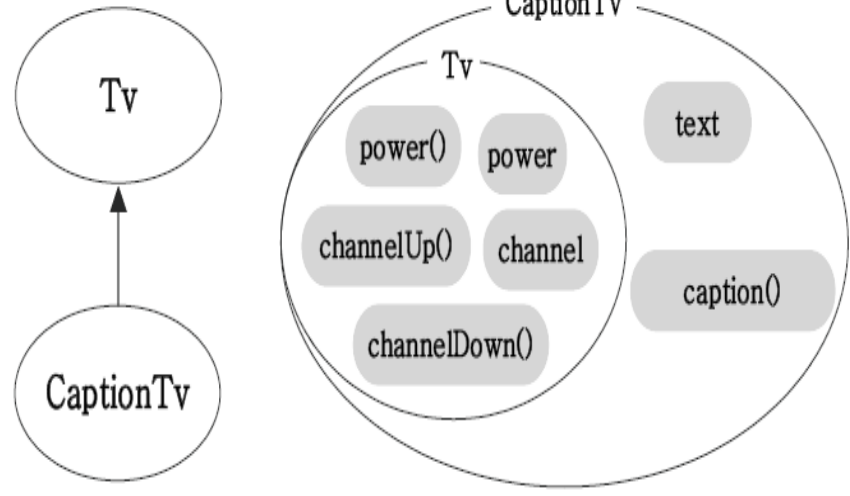 Tv
CaptionTv
CaptionTv
Tv
power()
power
channelUp()
channel
channelDown()
text
caption()